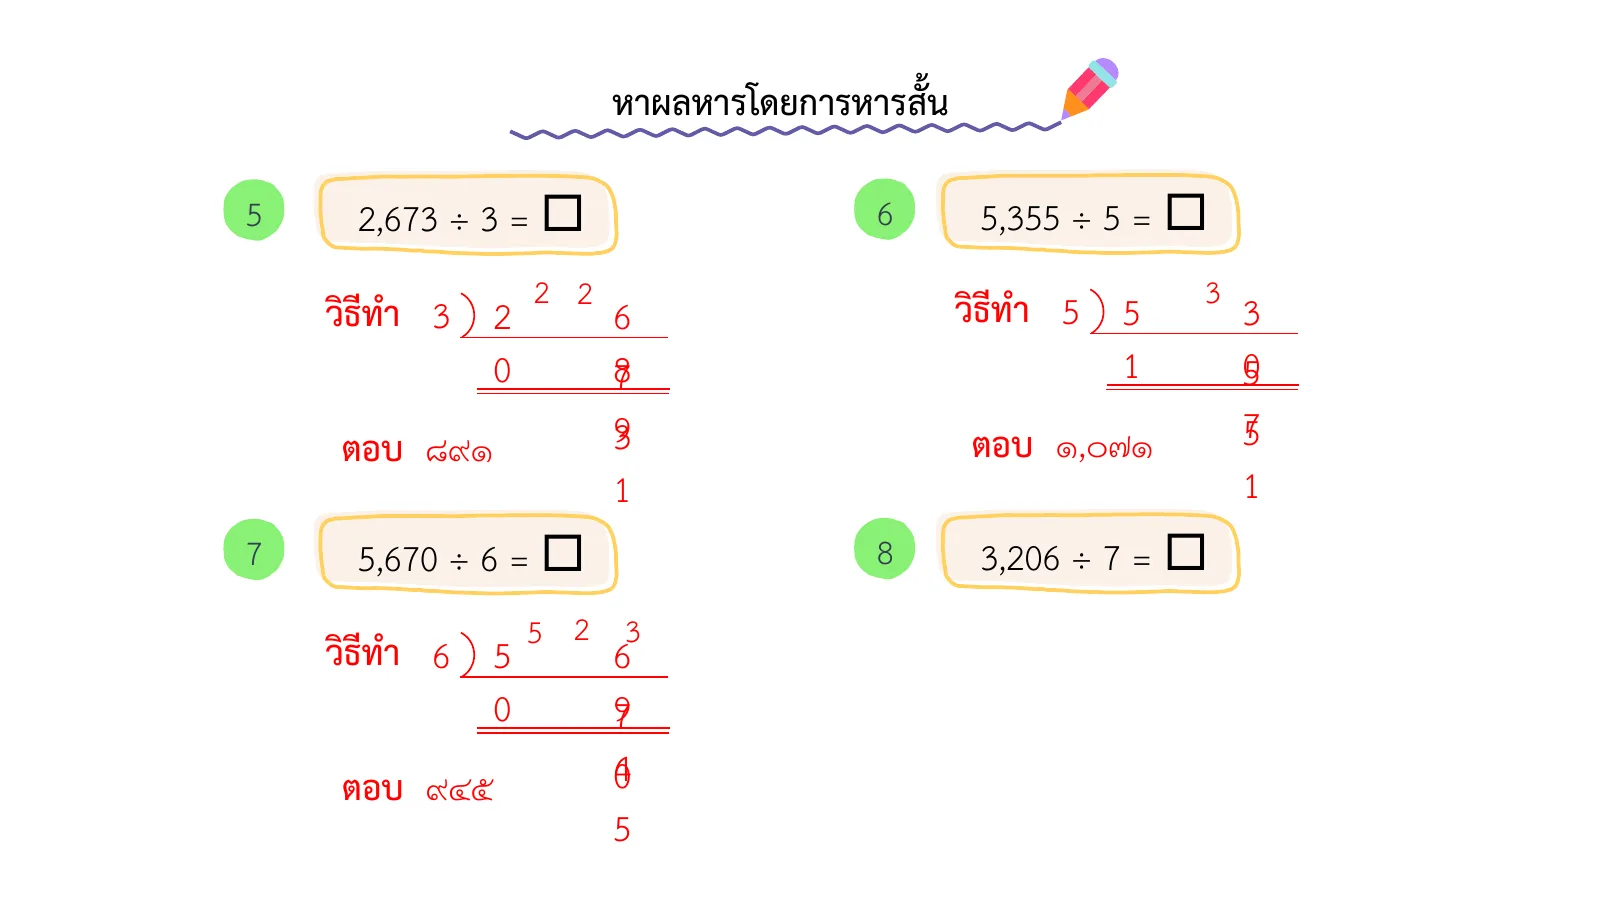 หาผลหารโดยการหารสั้น
5
2,673 ÷ 3 = □
วิธีทำ 3 ) 2 2 2 6
0 8
7
9
3
1
ตอบ ๘๙๑
6
5,355 ÷ 5 = □
วิธีทำ 5 ) 5 3 3
1 0
5
7
5
1
ตอบ ๑,๐๗๑
7
5,670 ÷ 6 = □
วิธีทำ 6 ) 5 5 2 6 3
0 9
7
4
0
5
ตอบ ๙๔๕
8
3,206 ÷ 7 = □